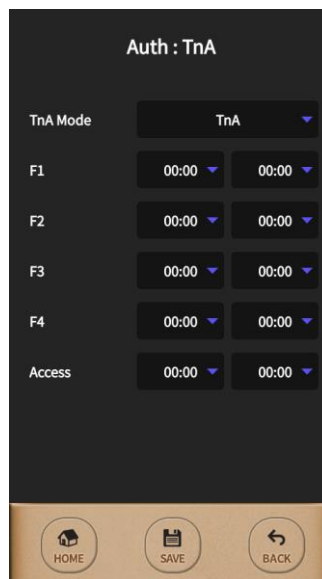 Auth : TnA
TnA Mode TnA
F1 00:00 00:00
F2 00:00 00:00
F3 00:00 00:00
F4 00:00 00:00
Access 00:00 00:00
HOME SAVE BACK